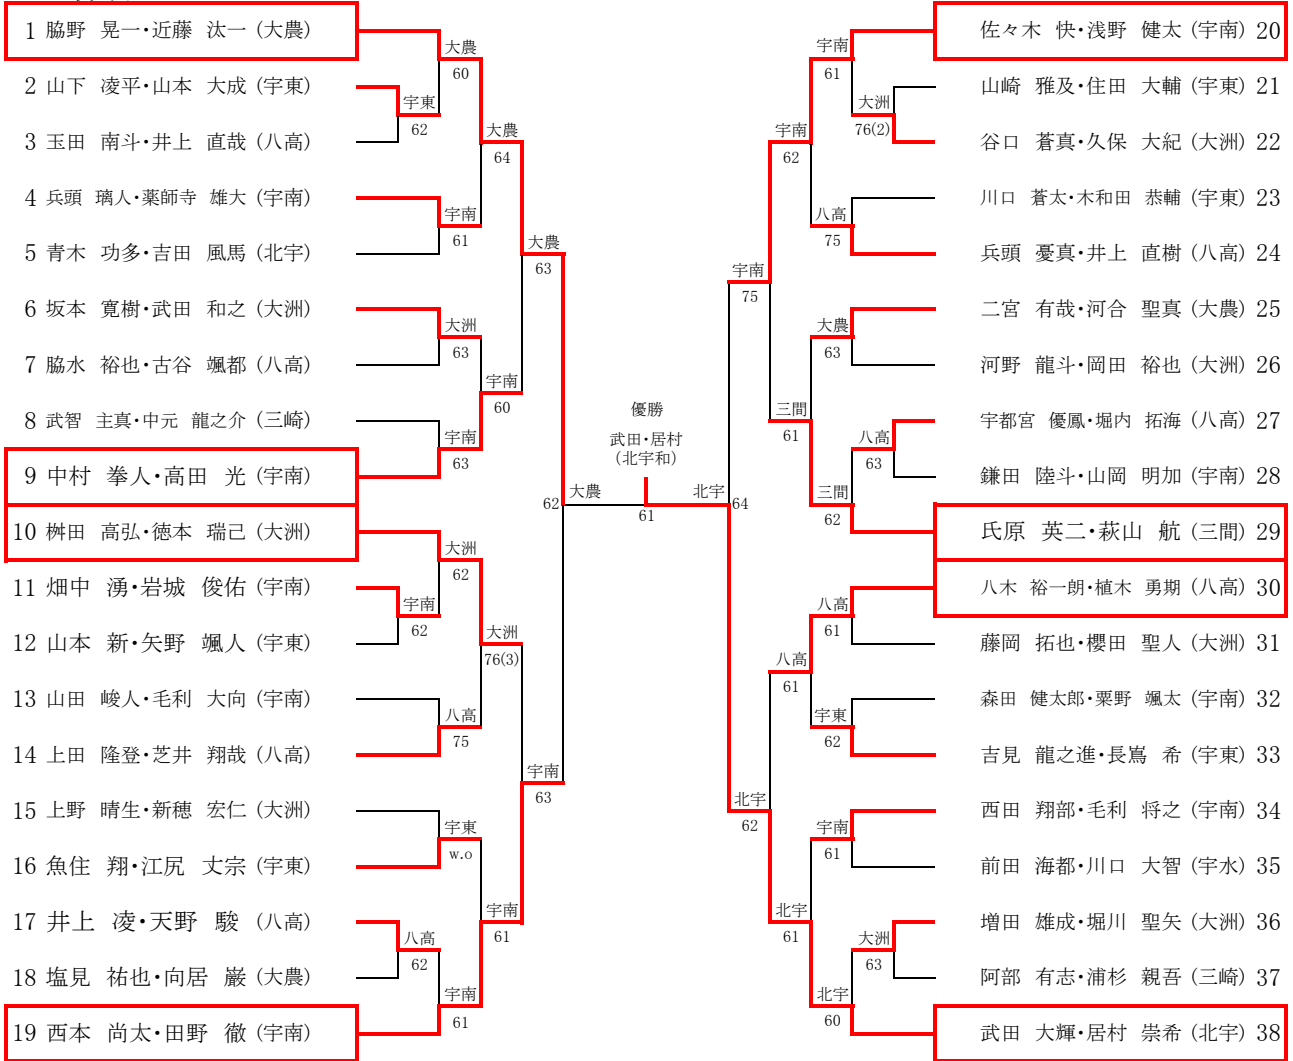 1 脇野 晃一・近藤 汰一 (大農)
2 山下 凌平・山本 大成 (宇東)
3 玉田 南斗・井上 直哉 (八高)
4 兵頭 璃人・薬師寺 雄大 (宇南)
5 青木 功多・吉田 風馬 (北宇)
6 坂本 寛樹・武田 和之 (大洲)
7 脇水 裕也・古谷 颯都 (八高)
8 武智 主真・中元 龍之介 (三崎)
9 中村 拳人・高田 光 (宇南)
10 桝田 高弘・徳本 瑞己 (大洲)
11 畑中 湧・岩城 俊佑 (宇南)
12 山本 新・矢野 颯人 (宇東)
13 山田 峻人・毛利 大向 (宇南)
14 上田 隆登・芝井 翔哉 (八高)
15 上野 晴生・新穂 宏仁 (大洲)
16 魚住 翔・江尻 丈宗 (宇東)
17 井上 凌・天野 駿 (八高)
18 塩見 祐也・向居 巌 (大農)
19 西本 尚太・田野 徹 (宇南)
宇東
62
宇南
62
八高
62
大農
60
宇南
61
大洲
63
宇南
63
大洲
62
八高
75
宇東
w.o
宇南
61
大農
64
宇南
60
大洲
76(3)
宇南
61
大農
63
宇南
63
大農
62
優勝
武田・居村
(北宇和)
61
北宇
64
宇南
75
北宇
62
宇南
62
三間
61
八高
61
北宇
61
宇南
61
八高
75
大農
63
三間
62
八高
61
宇東
62
宇南
61
北宇
60
大洲
76(2)
八高
63
大洲
63
佐々木 快・浅野 健太 (宇南) 20
山崎 雅及・住田 大輔 (宇東) 21
谷口 蒼真・久保 大紀 (大洲) 22
川口 蒼太・木和田 恭輔 (宇東) 23
兵頭 憂真・井上 直樹 (八高) 24
二宮 有哉・河合 聖真 (大農) 25
河野 龍斗・岡田 裕也 (大洲) 26
宇都宮 優鳳・堀内 拓海 (八高) 27
鎌田 陸斗・山岡 明加 (宇南) 28
氏原 英二・萩山 航 (三間) 29
八木 裕一朗・植木 勇期 (八高) 30
藤岡 拓也・櫻田 聖人 (大洲) 31
森田 健太郎・粟野 颯太 (宇南) 32
吉見 龍之進・長嶌 希 (宇東) 33
西田 翔部・毛利 将之 (宇南) 34
前田 海都・川口 大智 (宇水) 35
増田 雄成・堀川 聖矢 (大洲) 36
阿部 有志・浦杉 親吾 (三崎) 37
武田 大輝・居村 崇希 (北宇) 38